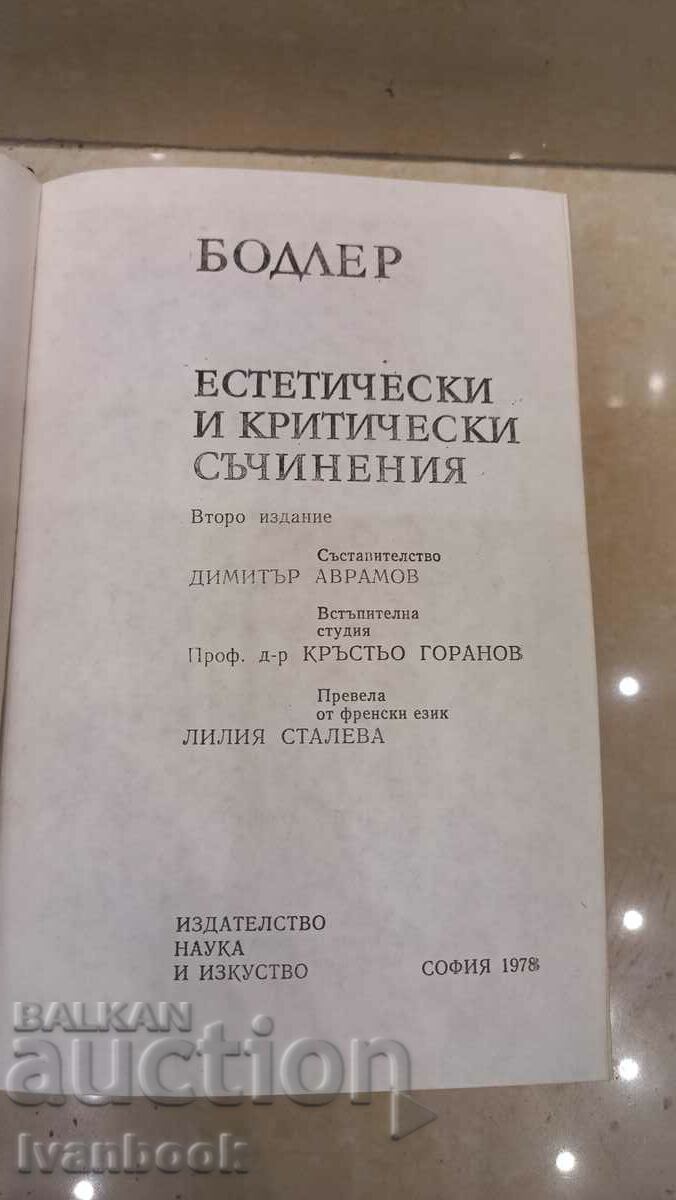 БОДЛЕР
ЕСТЕТИЧЕСКИ
И КРИТИЧЕСКИ
СЪЧИНЕНИЯ
Второ издание
Съставителство
ДИМИТЪР АВРАМОВ
Встъпителна
студия
Проф. д-р КРЪСТЬО ГОРАНОВ
Превела
от френски език
ЛИЛИЯ СТАЛЕВА
ИЗДАТЕЛСТВО
НАУКА
И ИЗКУСТВО
СОФИЯ 1978
BALKAN
auction
Ivanbook